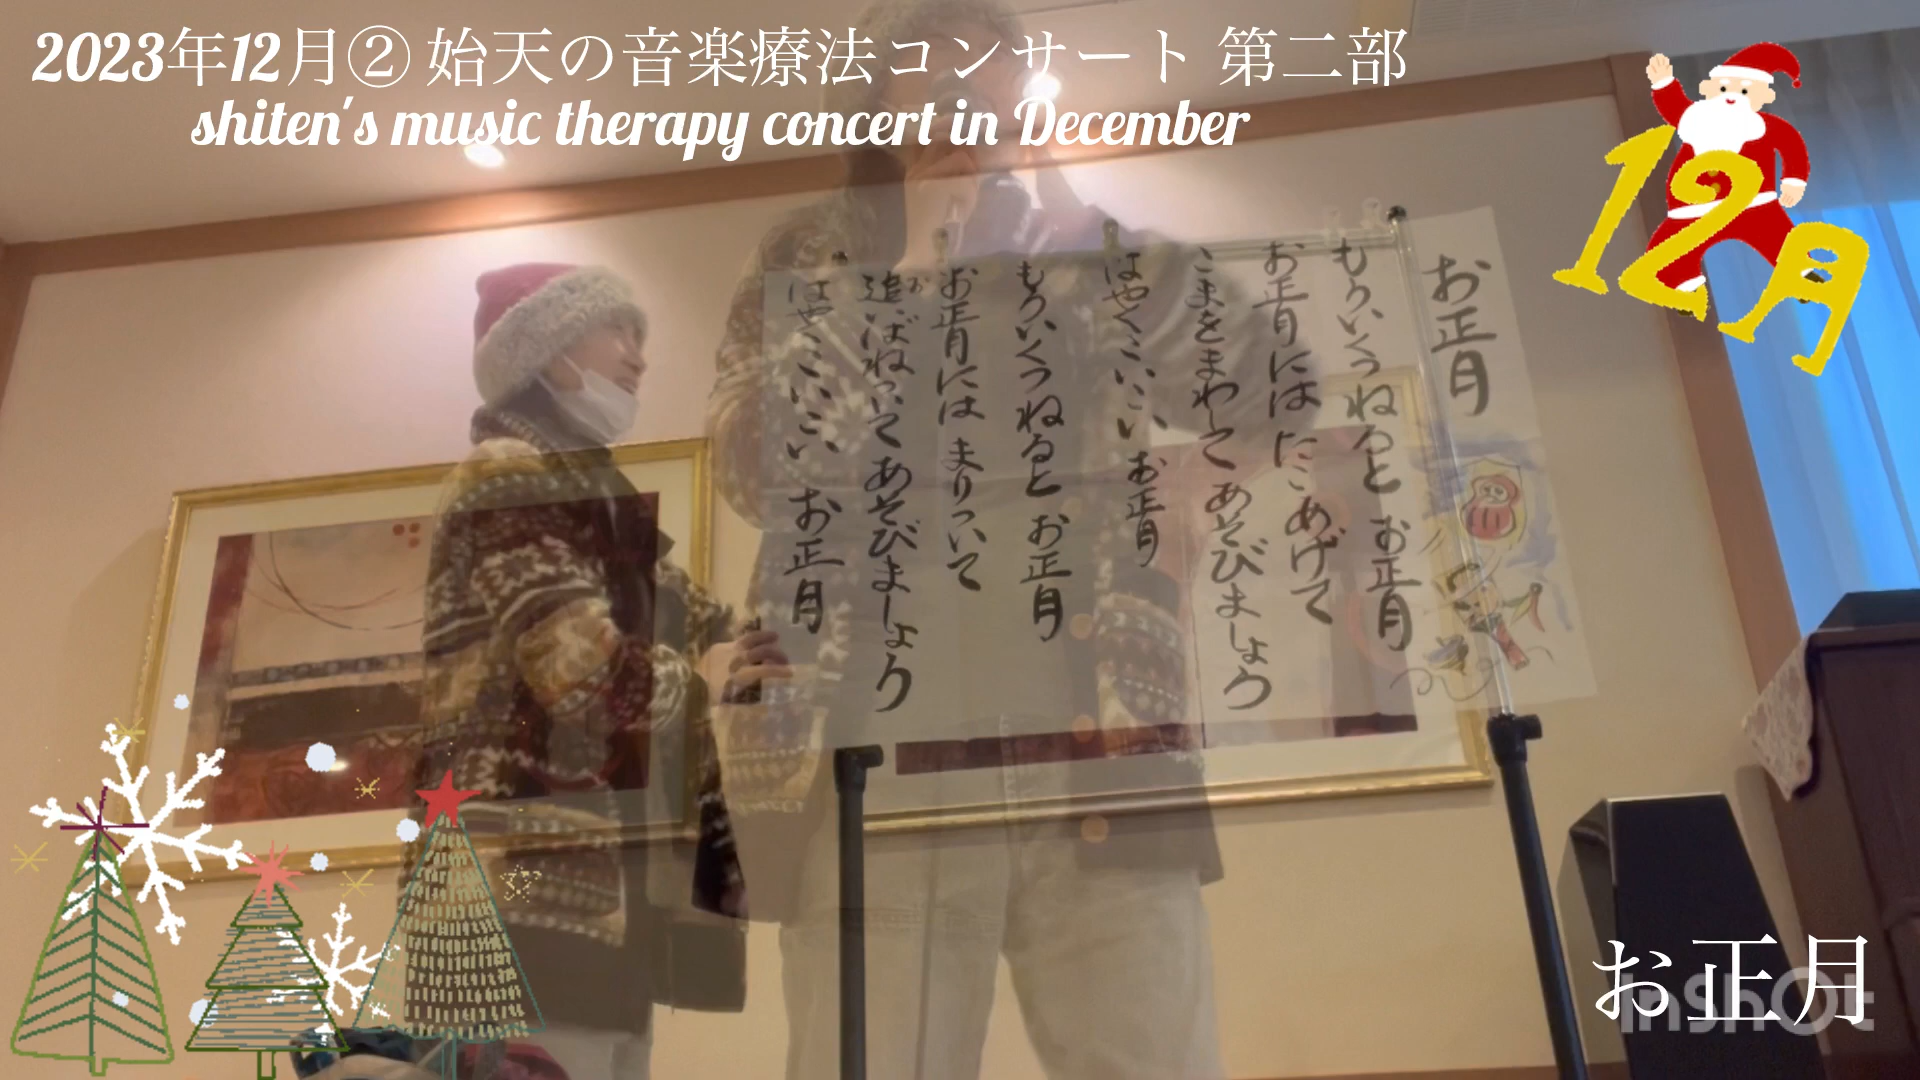 2023年12月② 始天の音楽療法コンサート 第二部
shiten's music therapy concert in December
12月
お正月
もういくつねると お正月
お正月には たこあげて
こまをまわして あそびましょう
はやくこいこい お正月
もういくつねると お正月
お正月には まりついて
追いばねついて あそびましょう
お
はやくこいこい お正月
お正月
InShOt